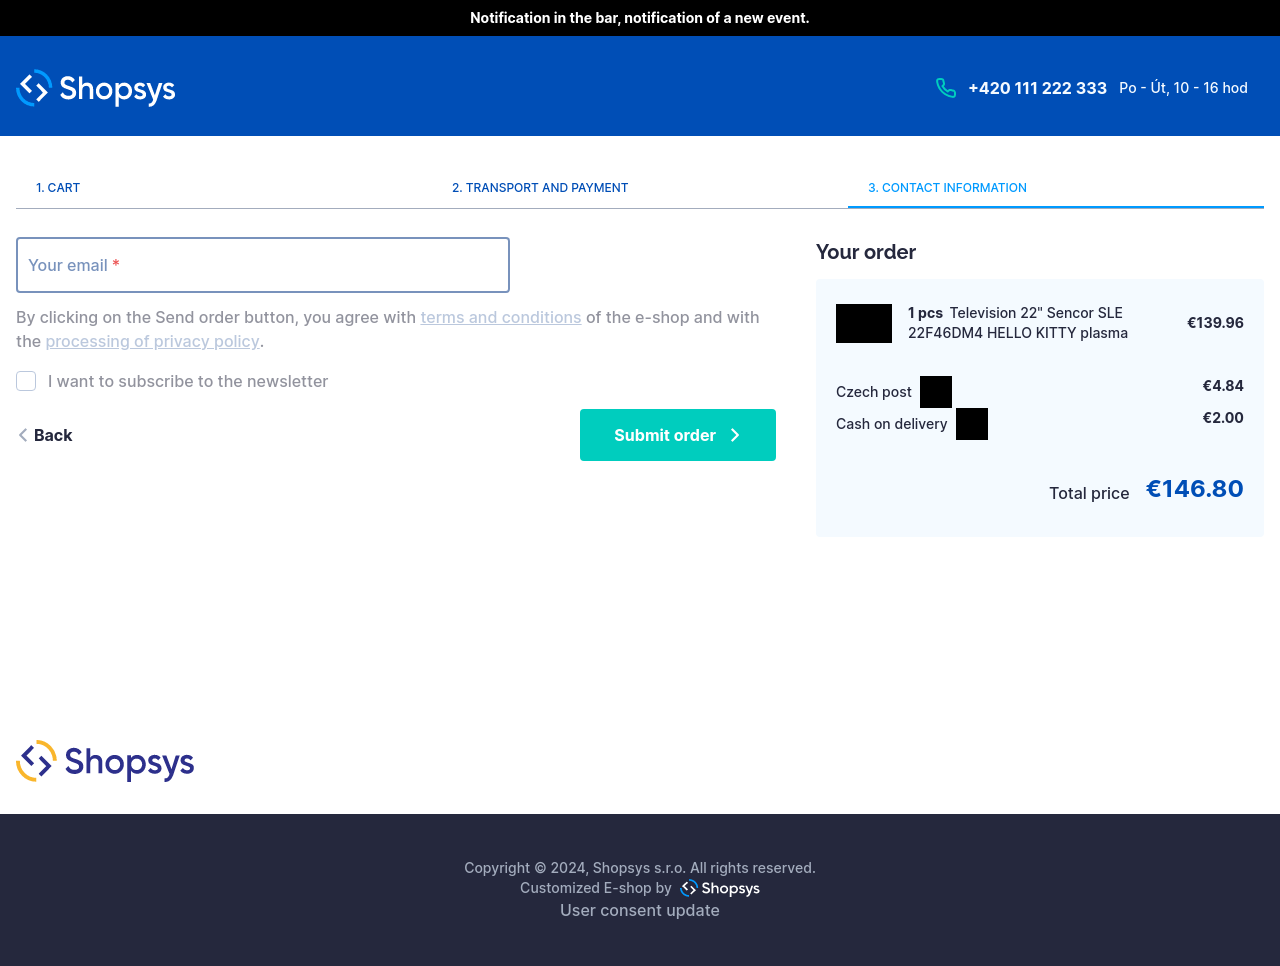 Notification in the bar, notification of a new event.
Shopsys
+420 111 222 333 Po - Út, 10 - 16 hod
1. CART
2. TRANSPORT AND PAYMENT
3. CONTACT INFORMATION
Your email *
By clicking on the Send order button, you agree with terms and conditions of the e-shop and with
the processing of privacy policy.
I want to subscribe to the newsletter
Back
Submit order
Your order
1 pcs Television 22" Sencor SLE
22F46DM4 HELLO KITTY plasma
€139.96
Czech post
€4.84
Cash on delivery
€2.00
Total price €146.80
Shopsys
Copyright © 2024, Shopsys s.r.o. All rights reserved.
Customized E-shop by Shopsys
User consent update